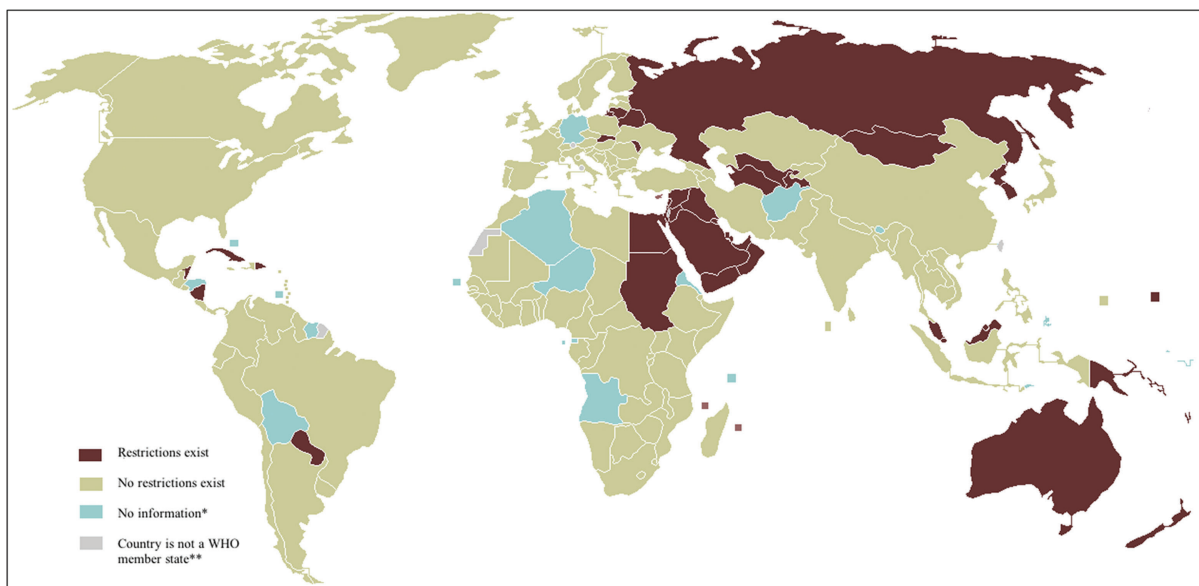 Restrictions exist
No restrictions exist
No information*
Country is not a WHO
member state**